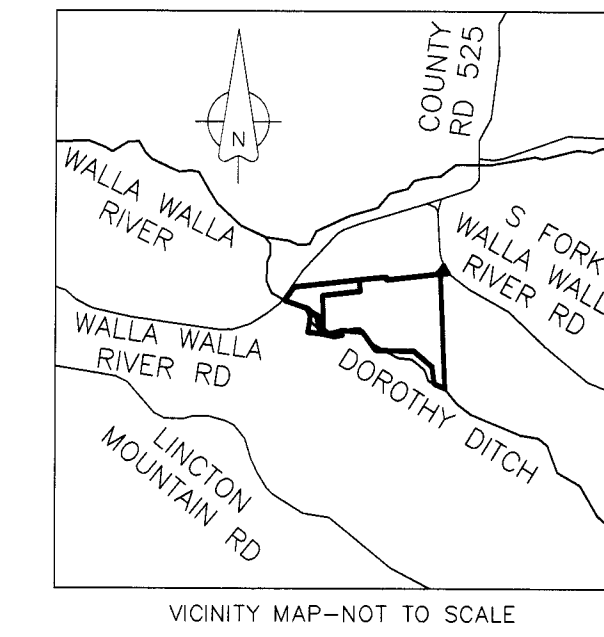 COUNTY
RD 525
N
WALLA WALLA
RIVER
S FORK
WALLA WALL
RIVER RD
WALLA WALLA
RIVER RD
DOROTHY DITCH
LINCTON
MOUNTAIN RD
VICINITY MAP-NOT TO SCALE